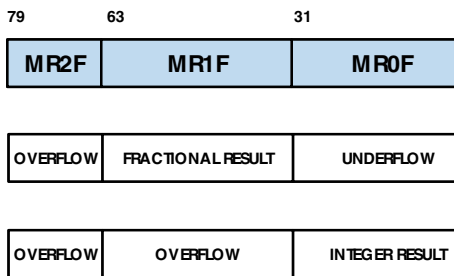 79 63 31
MR2F MR1F MR0F
OVERFLOW FRACTIONAL RESULT UNDERFLOW
OVERFLOW OVERFLOW INTEGER RESULT